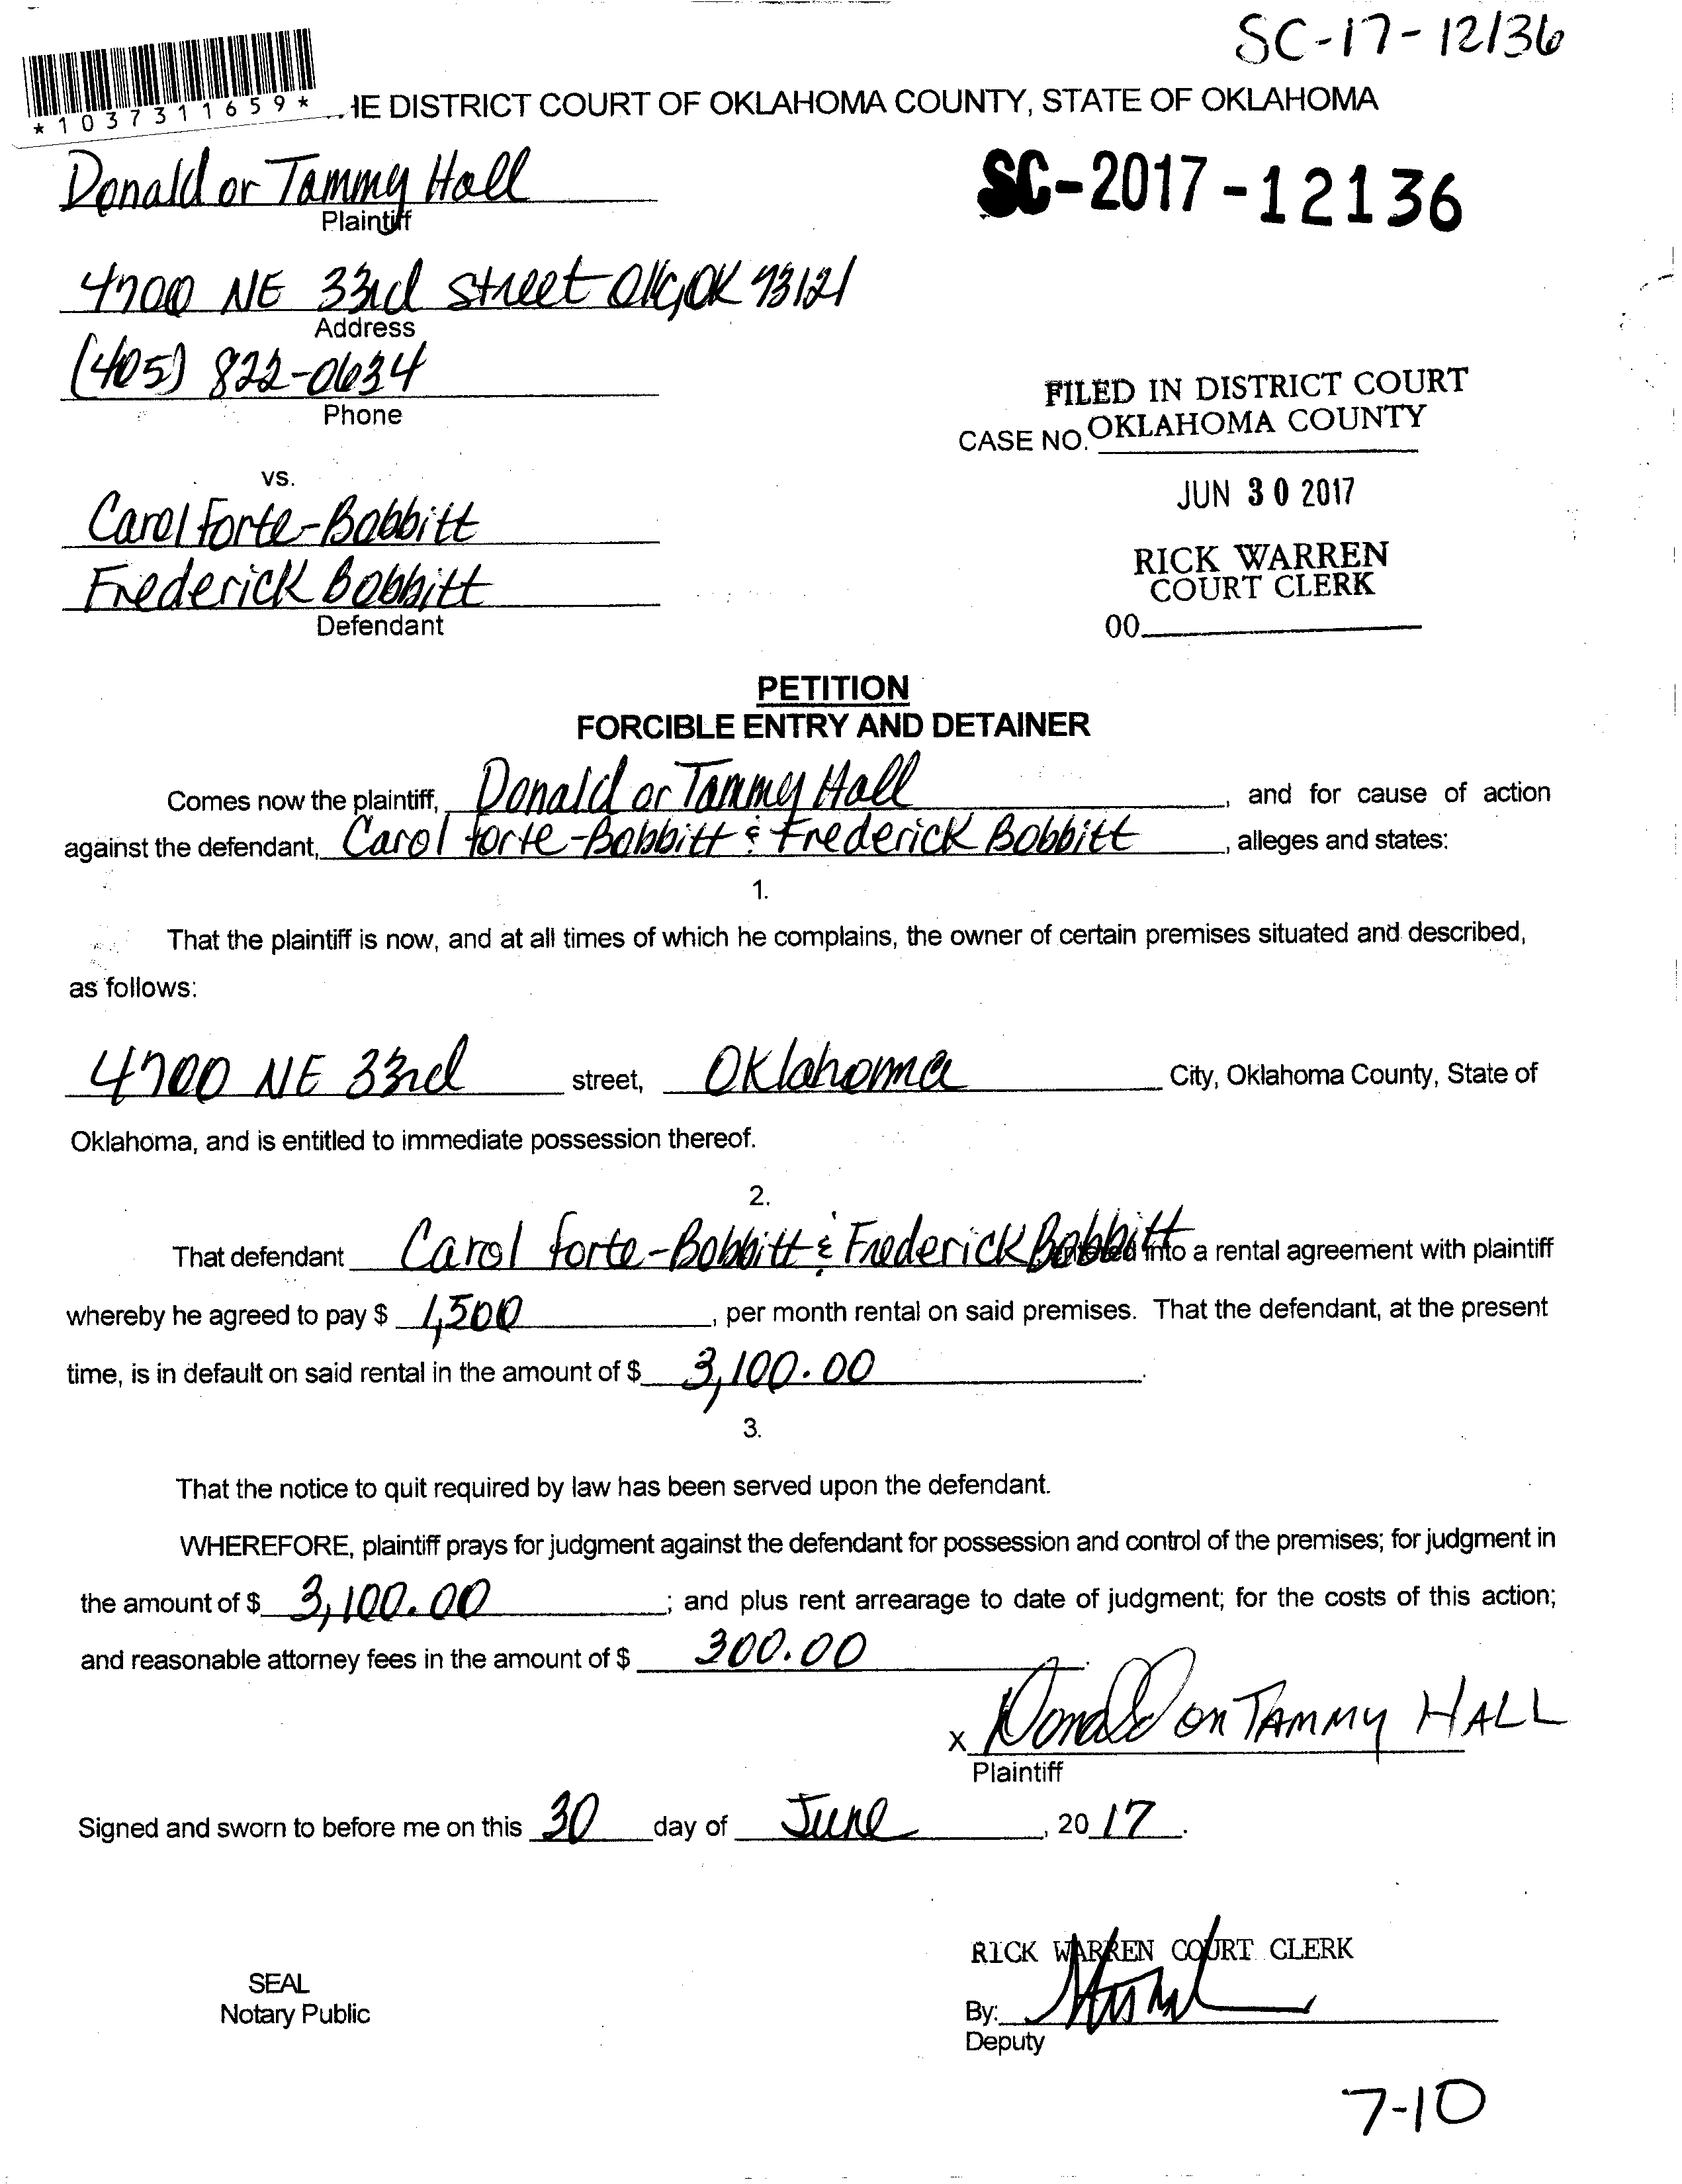 SC-17-12136
*1037311659*
IE DISTRICT COURT OF OKLAHOMA COUNTY, STATE OF OKLAHOMA
Donald or Tammy Hall
Plaintiff
SC-2017-12136
4700 NE 33rd street OKC, OK 73121
Address
(405) 822-0634
Phone
FILED IN DISTRICT COURT
OKLAHOMA COUNTY
CASE NO.
JUN 30 2017
RICK WARREN
COURT CLERK
00
vs.
Carol Forte-Bobbitt
Frederick Bobbitt
Defendant
PETITION
FORCIBLE ENTRY AND DETAINER
Comes now the plaintiff, Donald or Tammy Hall, and for cause of action
against the defendant, Carol Forte-Bobbitt & Frederick Bobbitt, alleges and states:
1.
That the plaintiff is now, and at all times of which he complains, the owner of certain premises situated and described,
as follows:
4700 NE 33rd street, Oklahoma City, Oklahoma County, State of
Oklahoma, and is entitled to immediate possession thereof.
2.
That defendant Carol Forte-Bobbitt & Frederick Bobbitt entered into a rental agreement with plaintiff
whereby he agreed to pay $ 1,500, per month rental on said premises. That the defendant, at the present
time, is in default on said rental in the amount of $ 3,100.00.
3.
That the notice to quit required by law has been served upon the defendant.
WHEREFORE, plaintiff prays for judgment against the defendant for possession and control of the premises; for judgment in
the amount of $ 3,100.00; and plus rent arrearage to date of judgment; for the costs of this action;
and reasonable attorney fees in the amount of $ 300.00.
x Donald or TAMMY HALL
Plaintiff
Signed and sworn to before me on this 30 day of June, 2017.
RICK WARREN COURT CLERK
SEAL
Notary Public
By:
Deputy
7-10